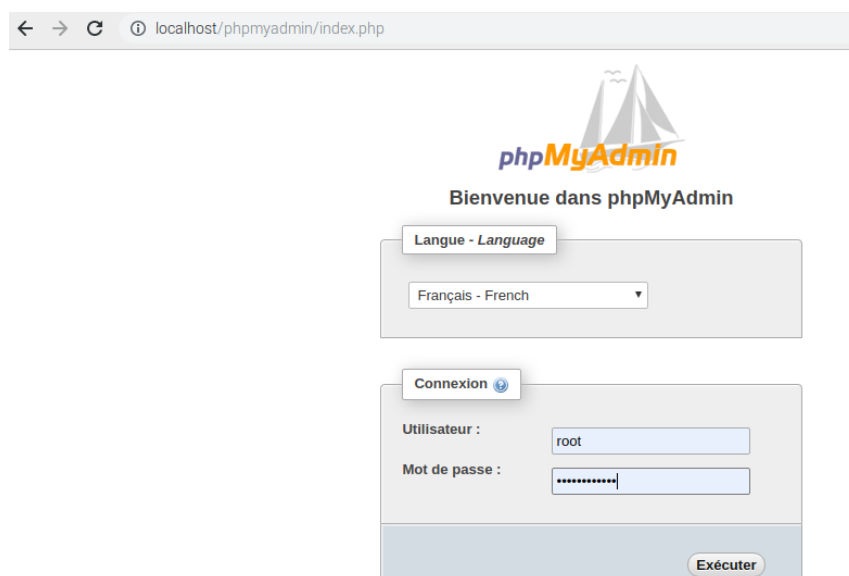 localhost/phpmyadmin/index.php
phpMyAdmin
Bienvenue dans phpMyAdmin
Langue - Language
Français - French
Connexion
Utilisateur :
root
Mot de passe :
••••••••••••
Exécuter